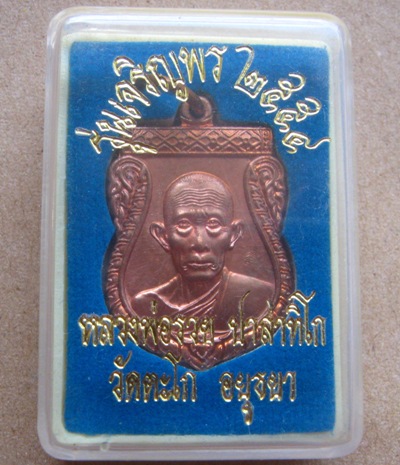 รุ่นเจริญพร ๒๕๕๔
หลวงพ่อรวย ปาสาทิโก
วัดตะโก อยุธยา